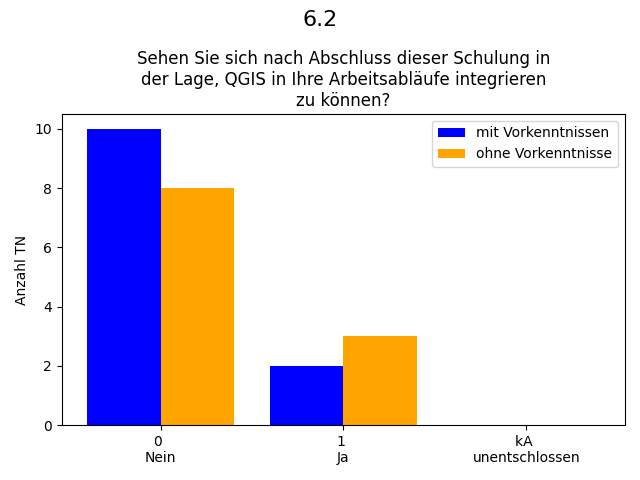 6.2
Sehen Sie sich nach Abschluss dieser Schulung in
der Lage, QGIS in Ihre Arbeitsabläufe integrieren
zu können?
mit Vorkenntnissen
ohne Vorkenntnisse
Anzahl TN
10
8
6
4
2
0
0
Nein
1
Ja
kA
unentschlossen